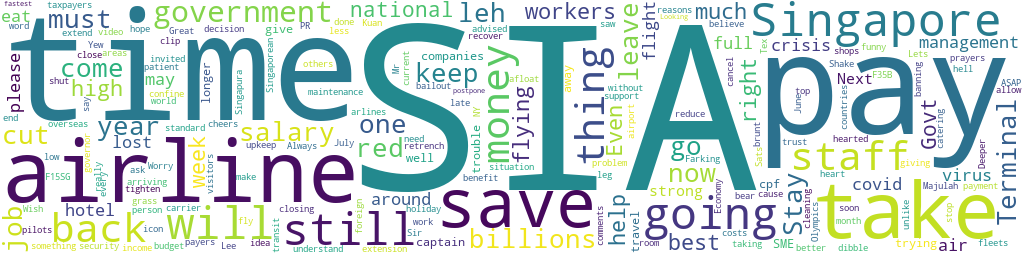 fastest
taxpayers
eat
must
government
national
leh
workers
much
Singapore
word
extend
video
Yew
Kuan
decision
hope
PR
give
Great
done
less
advised
recover
Looking
saw
believe
reasons
others
flight
crisis
management
please
times
SIA
pay
come
high
may
clip
close
areas
invited
patient
shut
say
confine
world
longer
Singapura
Singaporean
Mr
current
companies
keep
bailout
postpone
money
afloat
flying
thing
away
Even
leave
full
right
Tex
Shake
shops
funny
Lets
prayers
hell
Next
F35B
cancel
top
June
countries
banning
ASAP
allow
end
overseas
maintenance
year
cut
lost
standard
cheers
salary
upkeep
Always
July
one
red
well
arlines
need
retrench
late
NY
trouble
benefit
situation
airport
without
support
reduce
problem
go
now
Farking
Sats
brunt
trust
hearted
heart
Govt
catering
giving
Deeper
Terminal
airline
governor
low
F15SG
really
every
ask
Worry
tighten
arriving
week
visitors
make
around
holiday
work
Sir
captain
save
going
leg
strong
Economy
bear
cpf
cause
Stay
staff
covid
virus
Majulah
payment
unlike
stop
take
Olympics
cleaning
soon
month
job
Wish
pilots
back
grass
person
icon
hotel
carrier
will
fly
transit
closing
still
foreign
billions
comments
help
travel
room
best
costs
taking
SME
better
dibble
trying
air
fleets
something
security
income
budget
payers
Lee
idea
understand
extension